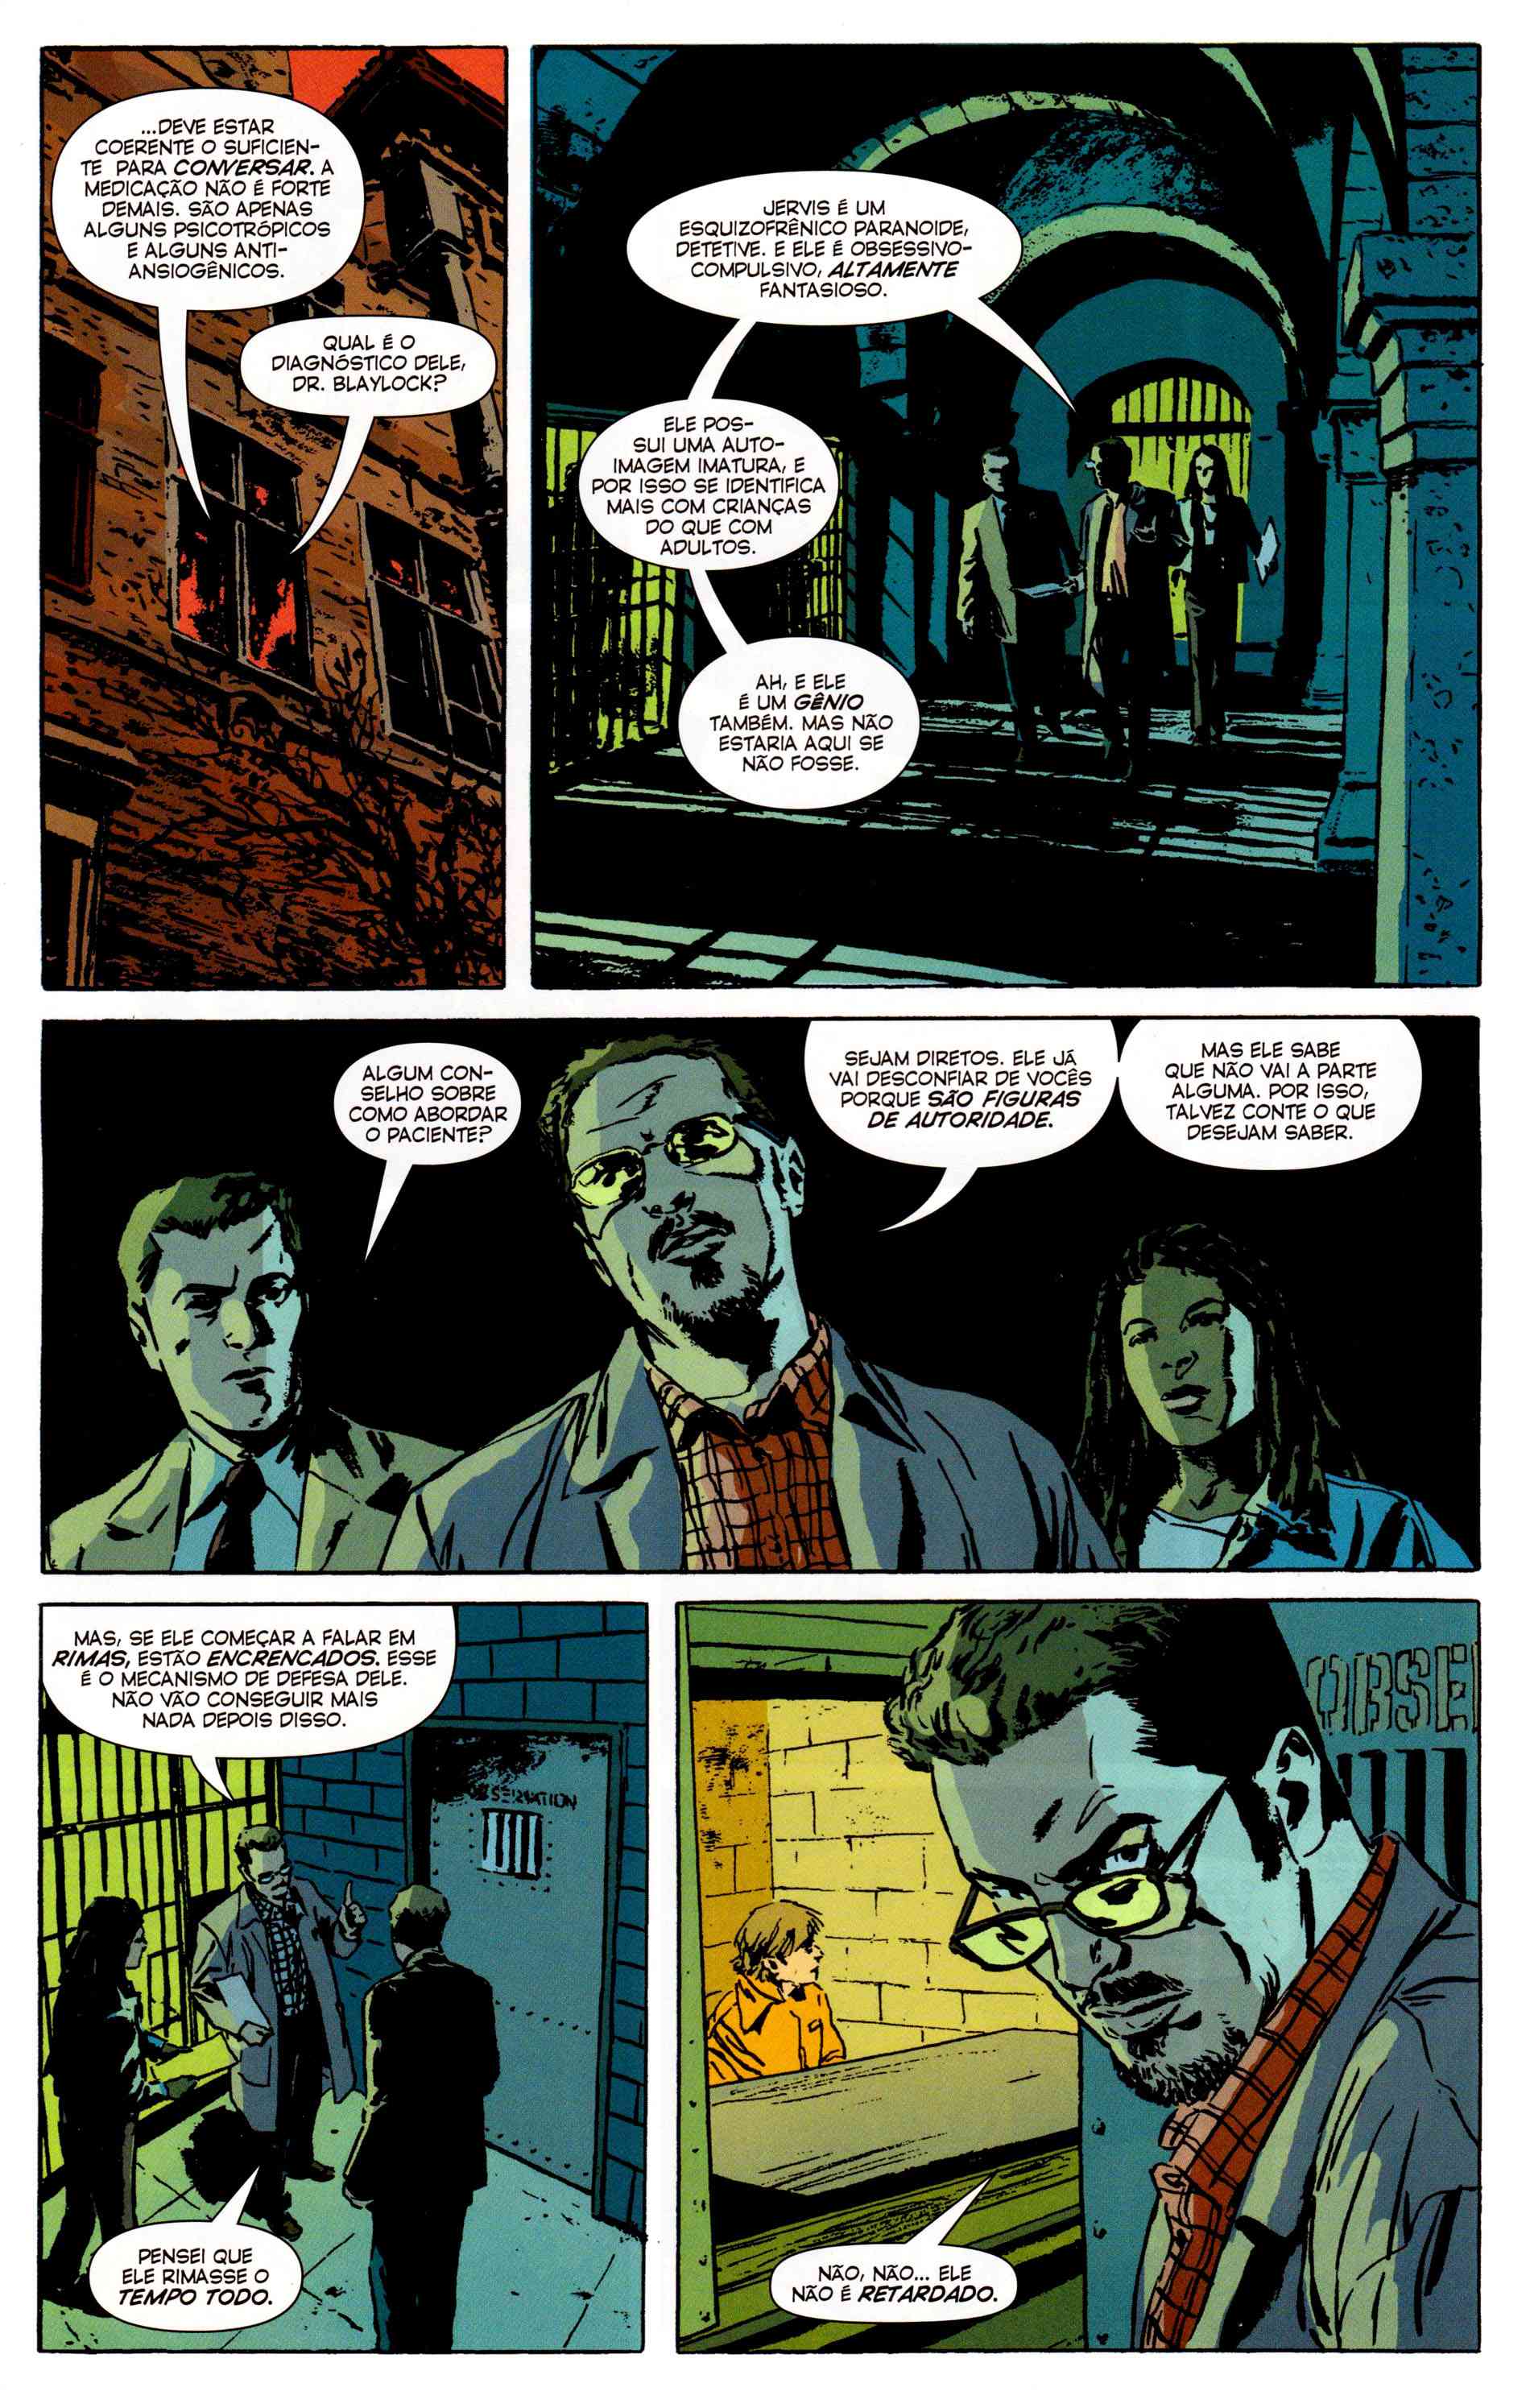 ...DEVE ESTAR
COERENTE O SUFICIEN-
TE PARA CONVERSAR. A
MEDICAÇÃO NÃO É FORTE
DEMAIS. SÃO APENAS
ALGUNS PSICOTRÓPICOS
E ALGUNS ANTI-
ANSIOGÊNICOS.
QUAL É O
DIAGNÓSTICO DELE,
DR. BLAYLOCK?
JERVIS É UM
ESQUIZOFRÊNICO PARANOIDE,
DETETIVE. E ELE É OBSESSIVO-
COMPULSIVO, ALTAMENTE
FANTASIOSO.
ELE POS-
SUI UMA AUTO-
IMAGEM IMATURA, E
POR ISSO SE IDENTIFICA
MAIS COM CRIANÇAS
DO QUE COM
ADULTOS.
AH, E ELE
É UM GÊNIO
TAMBÉM. MAS NÃO
ESTARIA AQUI SE
NÃO FOSSE.
ALGUM CON-
SELHO SOBRE
COMO ABORDAR
O PACIENTE?
SEJAM DIRETOS. ELE JÁ
VAI DESCONFIAR DE VOCÊS
PORQUE SÃO FIGURAS
DE AUTORIDADE.
MAS ELE SABE
QUE NÃO VAI A PARTE
ALGUMA. POR ISSO,
TALVEZ CONTE O QUE
DESEJAM SABER.
MAS, SE ELE COMEÇAR A FALAR EM
RIMAS, ESTÃO ENCRENCADOS. ESSE
É O MECANISMO DE DEFESA DELE.
NÃO VÃO CONSEGUIR MAIS
NADA DEPOIS DISSO.
SERVATION
PENSEI QUE
ELE RIMASSE O
TEMPO TODO.
OBSE
NÃO, NÃO... ELE
NÃO É RETARDADO.